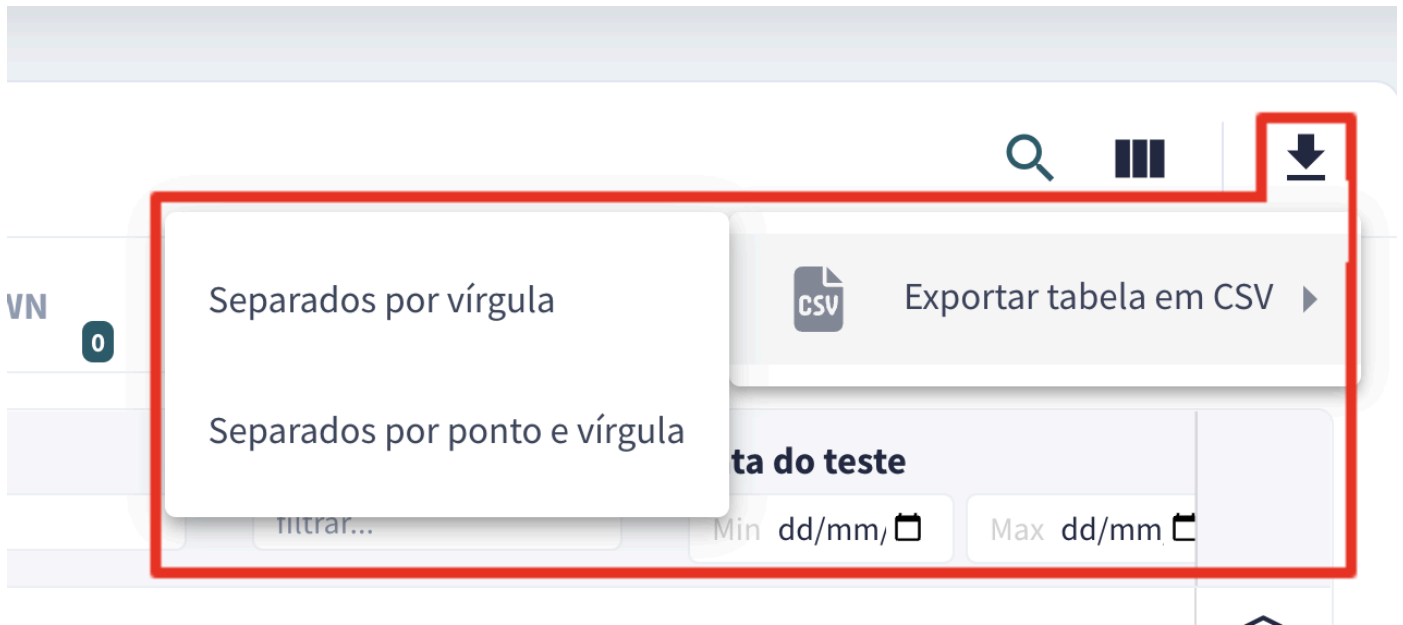 WN
0
Separados por vírgula
Separados por ponto e vírgula
CSV
Exportar tabela em CSV
ta do teste
filtrar...
Min dd/mm/
Max dd/mm